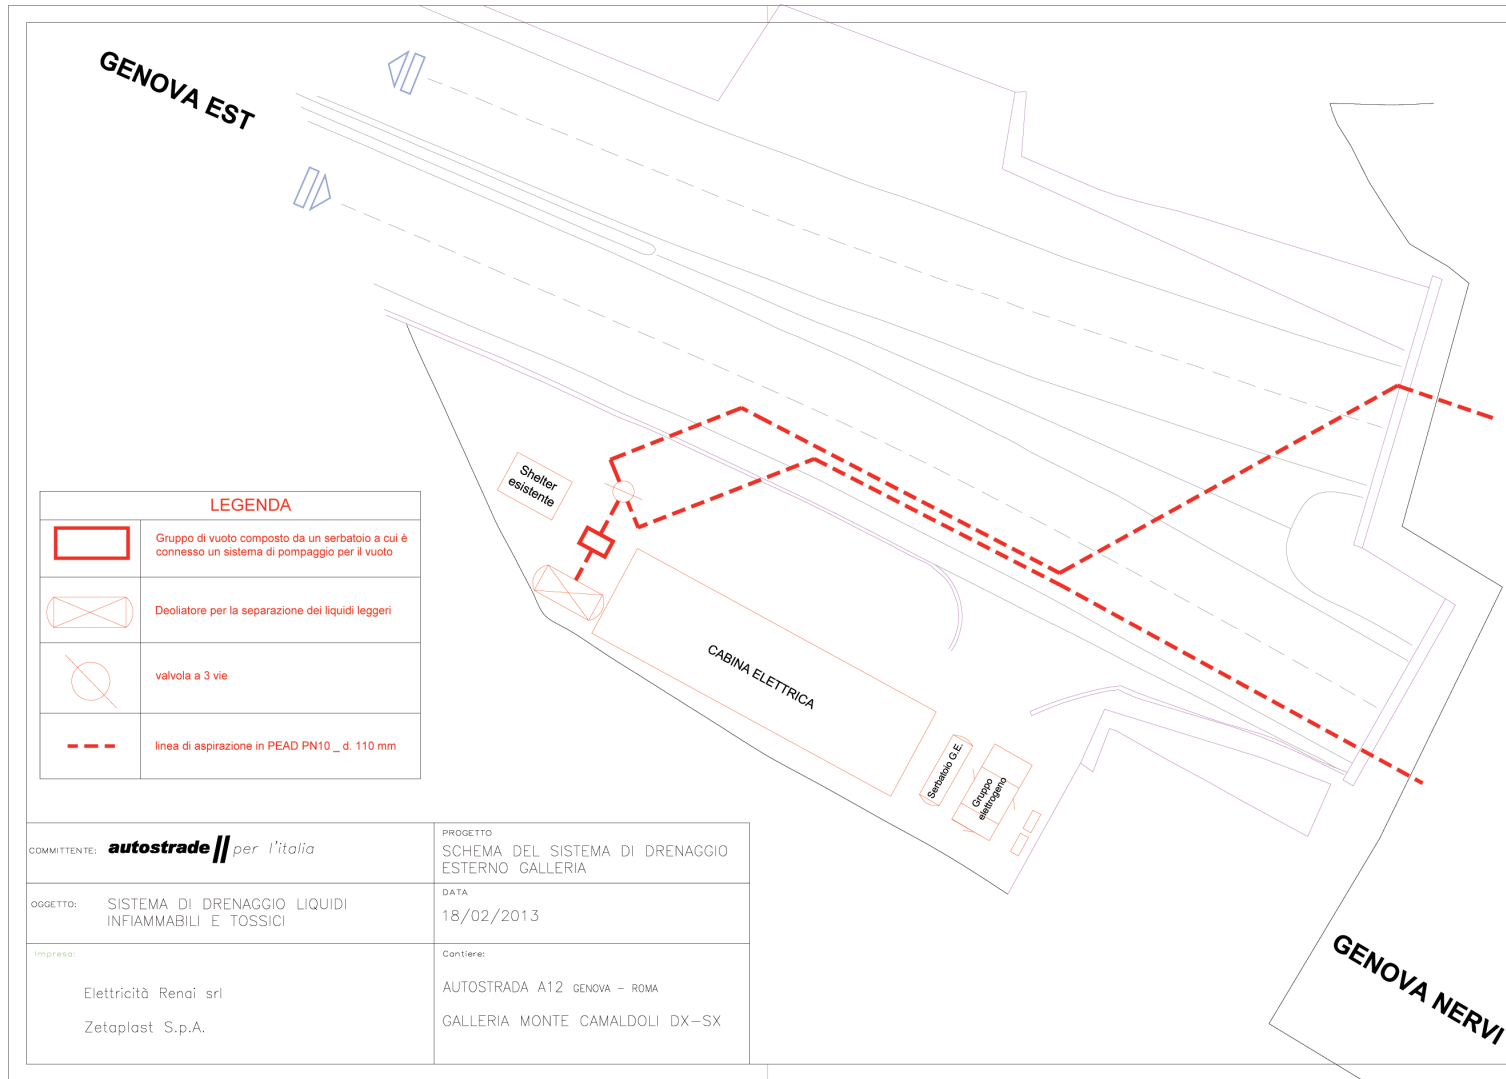 GENOVA EST
Shelter
esistente
CABINA ELETTRICA
Serbatoio G.E.
Gruppo
elettrogeno
GENOVA NERVI
LEGENDA
Gruppo di vuoto composto da un serbatoio a cui è
connesso un sistema di pompaggio per il vuoto
Deoliatore per la separazione dei liquidi leggeri
valvola a 3 vie
linea di aspirazione in PEAD PN10 _ d. 110 mm
COMMITTENTE: autostrade per l'italia
PROGETTO
SCHEMA DEL SISTEMA DI DRENAGGIO
ESTERNO GALLERIA
OGGETTO: SISTEMA DI DRENAGGIO LIQUIDI
INFIAMMABILI E TOSSICI
DATA
18/02/2013
Impresa:
Elettricità Renai srl
Zetaplast S.p.A.
Cantiere:
AUTOSTRADA A12 GENOVA - ROMA
GALLERIA MONTE CAMALDOLI DX-SX